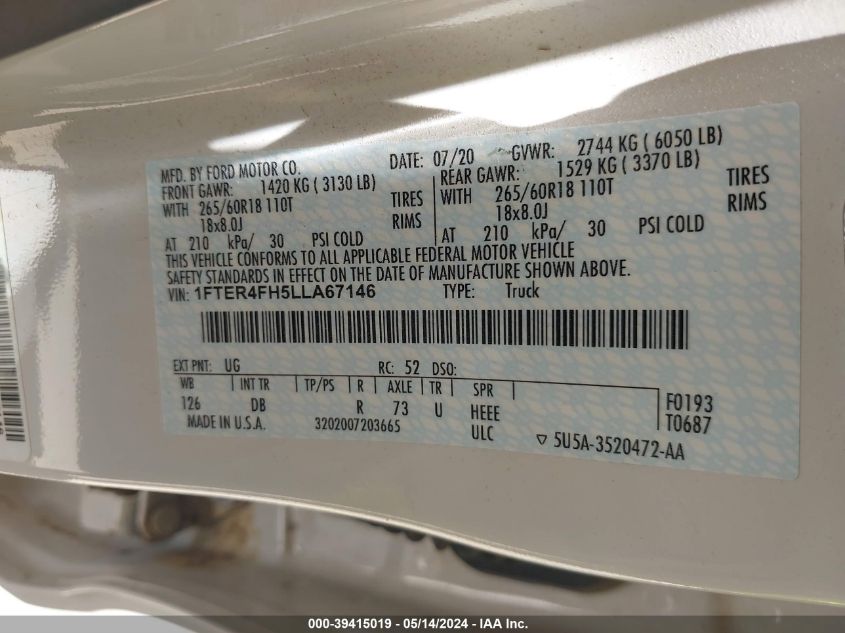 MFD. BY FORD MOTOR CO. DATE: 07/20 GVWR: 2744 KG ( 6050 LB)
FRONT GAWR: 1420 KG ( 3130 LB) REAR GAWR: 1529 KG ( 3370 LB)
WITH 265/60R18 110T TIRES WITH 265/60R18 110T TIRES
18x8.0J RIMS 18x8.0J RIMS
AT 210 kPa/ 30 PSI COLD AT 210 kPa/ 30 PSI COLD
THIS VEHICLE CONFORMS TO ALL APPLICABLE FEDERAL MOTOR VEHICLE
SAFETY STANDARDS IN EFFECT ON THE DATE OF MANUFACTURE SHOWN ABOVE.
VIN: 1FTER4FH5LLA67146 TYPE: Truck
EXT PNT: UG RC: 52 DSO:
WB INT TR TP/PS R AXLE TR SPR
126 DB R 73 U HEEE F0193
MADE IN U.S.A. 3202007203665 ULC T0687
5U5A-3520472-AA
000-39415019 - 05/14/2024 - IAA Inc.